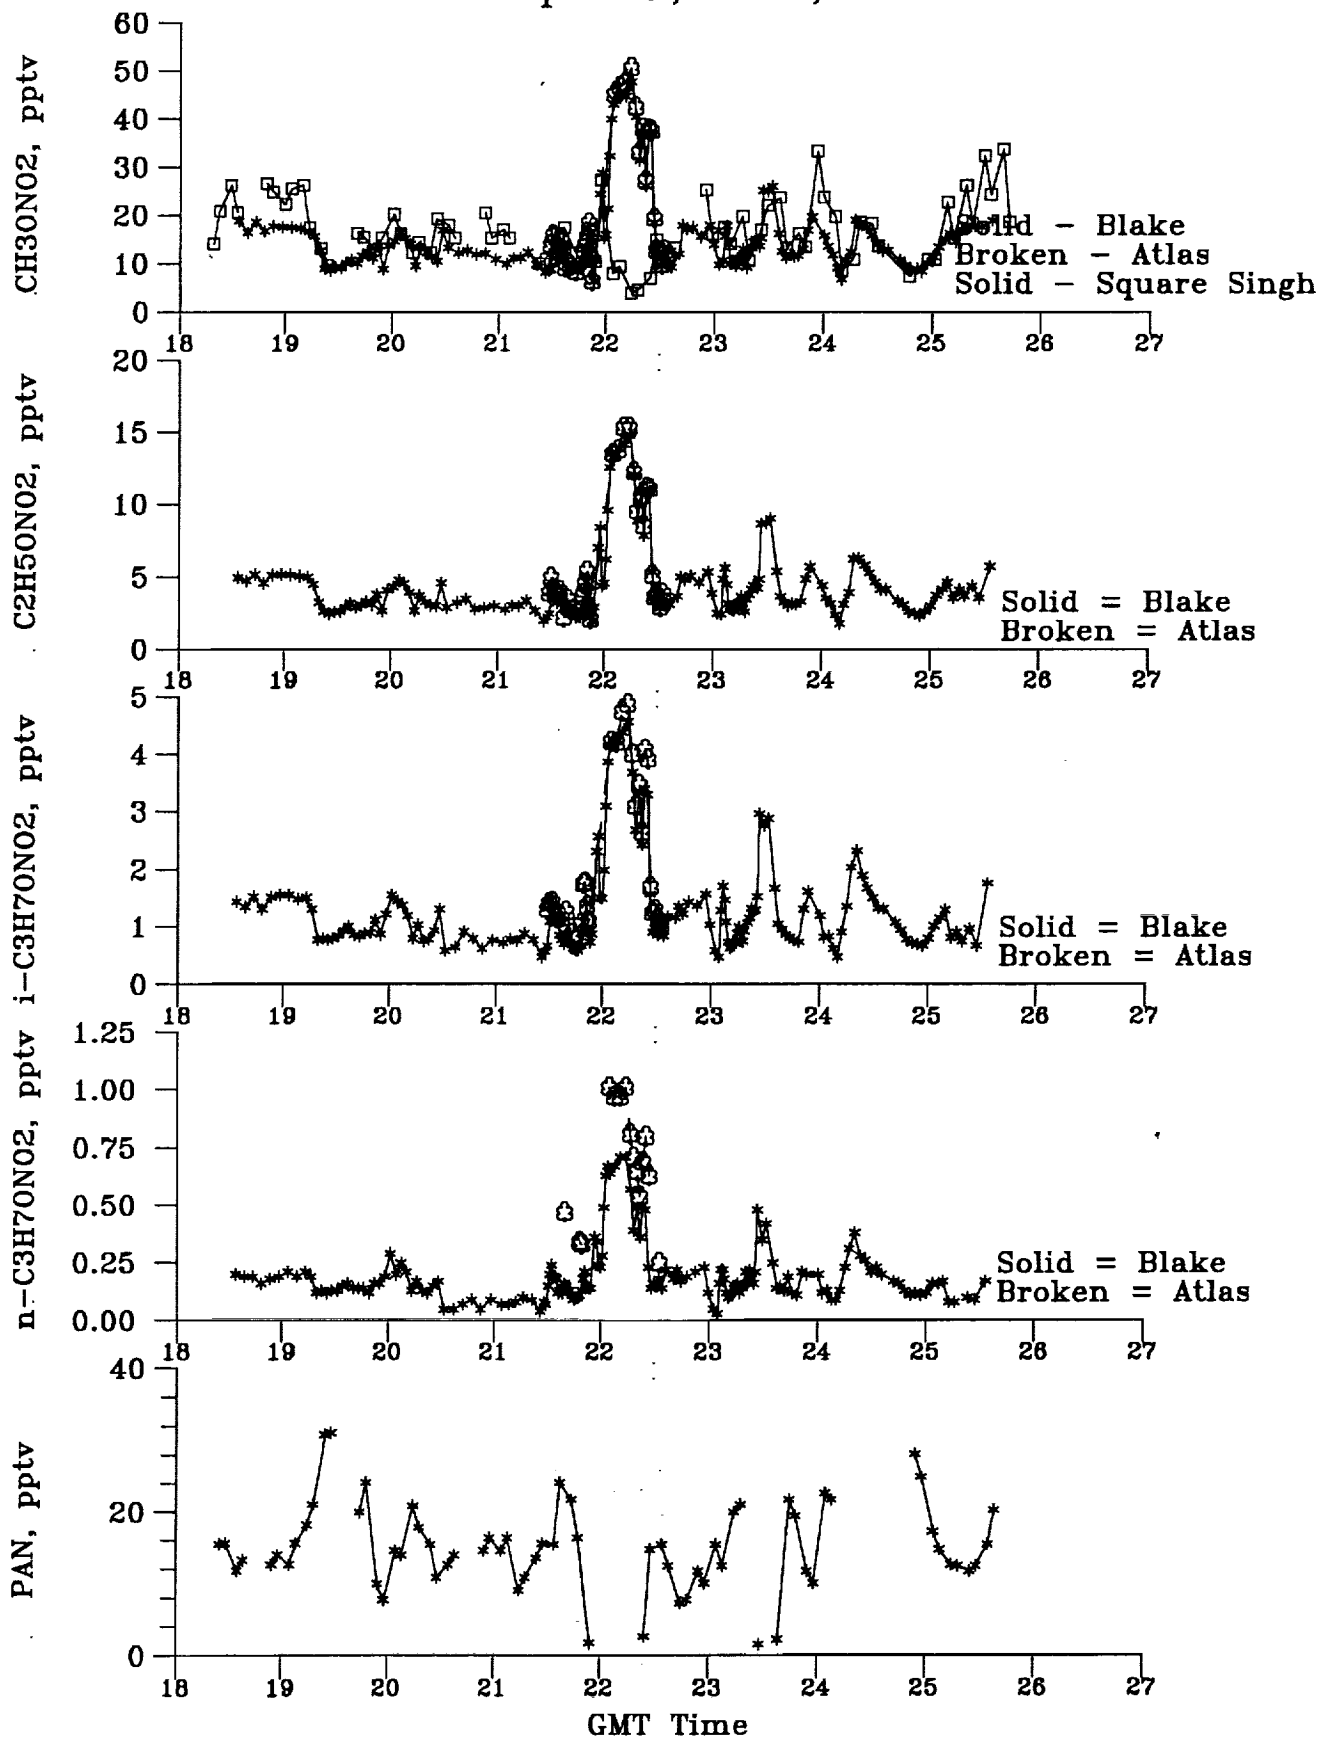 60
50
40
30
20
10
0
CH3ONO2, pptv
Solid - Blake
Broken - Atlas
Solid - Square Singh
18 19 20 21 22 23 24 25 26 27
20
15
10
5
0
C2H5ONO2, pptv
Solid = Blake
Broken = Atlas
18 19 20 21 22 23 24 25 26 27
5
4
3
2
1
0
i-C3H7ONO2, pptv
Solid = Blake
Broken = Atlas
18 19 20 21 22 23 24 25 26 27
1.25
1.00
0.75
0.50
0.25
0.00
n-C3H7ONO2, pptv
Solid = Blake
Broken = Atlas
18 19 20 21 22 23 24 25 26 27
40
20
0
PAN, pptv
18 19 20 21 22 23 24 25 26 27
GMT Time